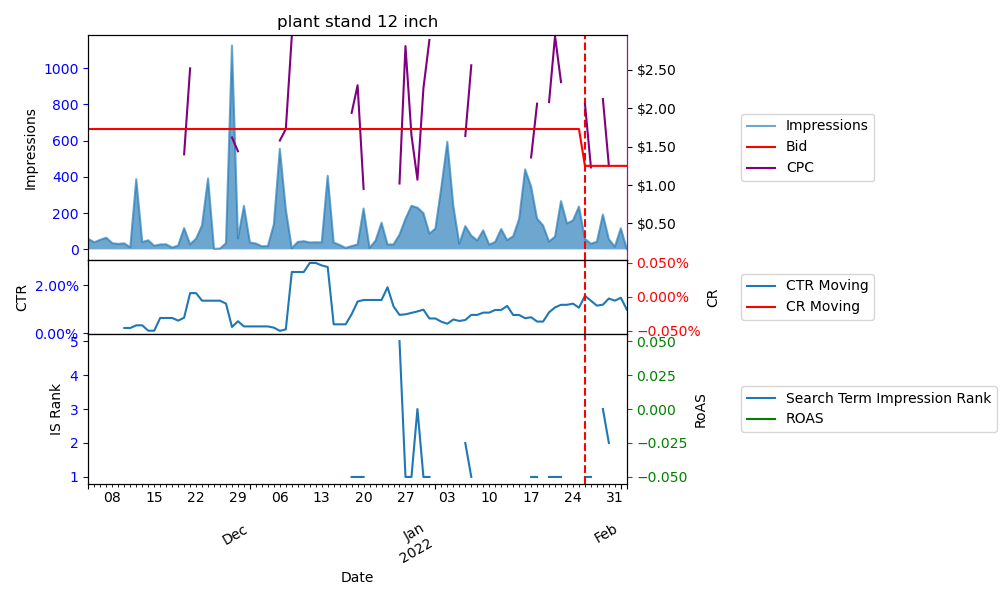 plant stand 12 inch
Impressions
1000
800
600
400
200
0
$2.50
$2.00
$1.50
$1.00
$0.50
Impressions
Bid
CPC
CTR
2.00%
0.00%
0.050%
0.000%
−0.050%
CR
CTR Moving
CR Moving
IS Rank
5
4
3
2
1
0.050
0.025
0.000
−0.025
−0.050
RoAS
Search Term Impression Rank
ROAS
08 15 22 29 06 13 20 27 03 10 17 24 31
Dec Jan Feb
2022
Date